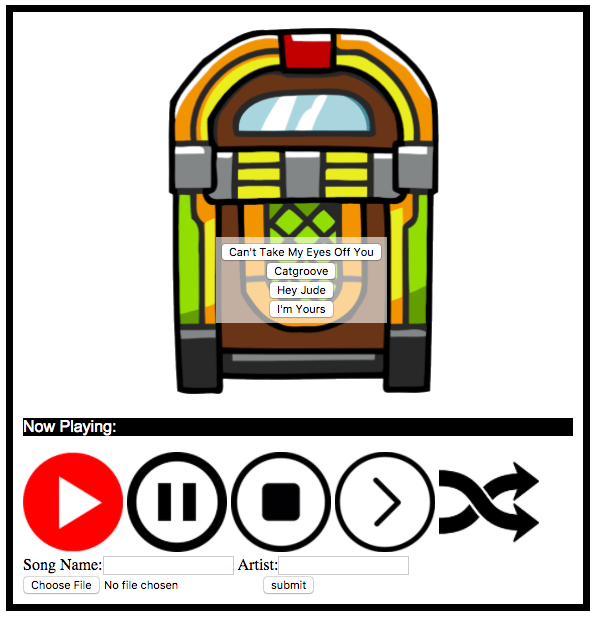 Can't Take My Eyes Off You
Catgroove
Hey Jude
I'm Yours
Now Playing:
Song Name: Artist:
Choose File No file chosen submit